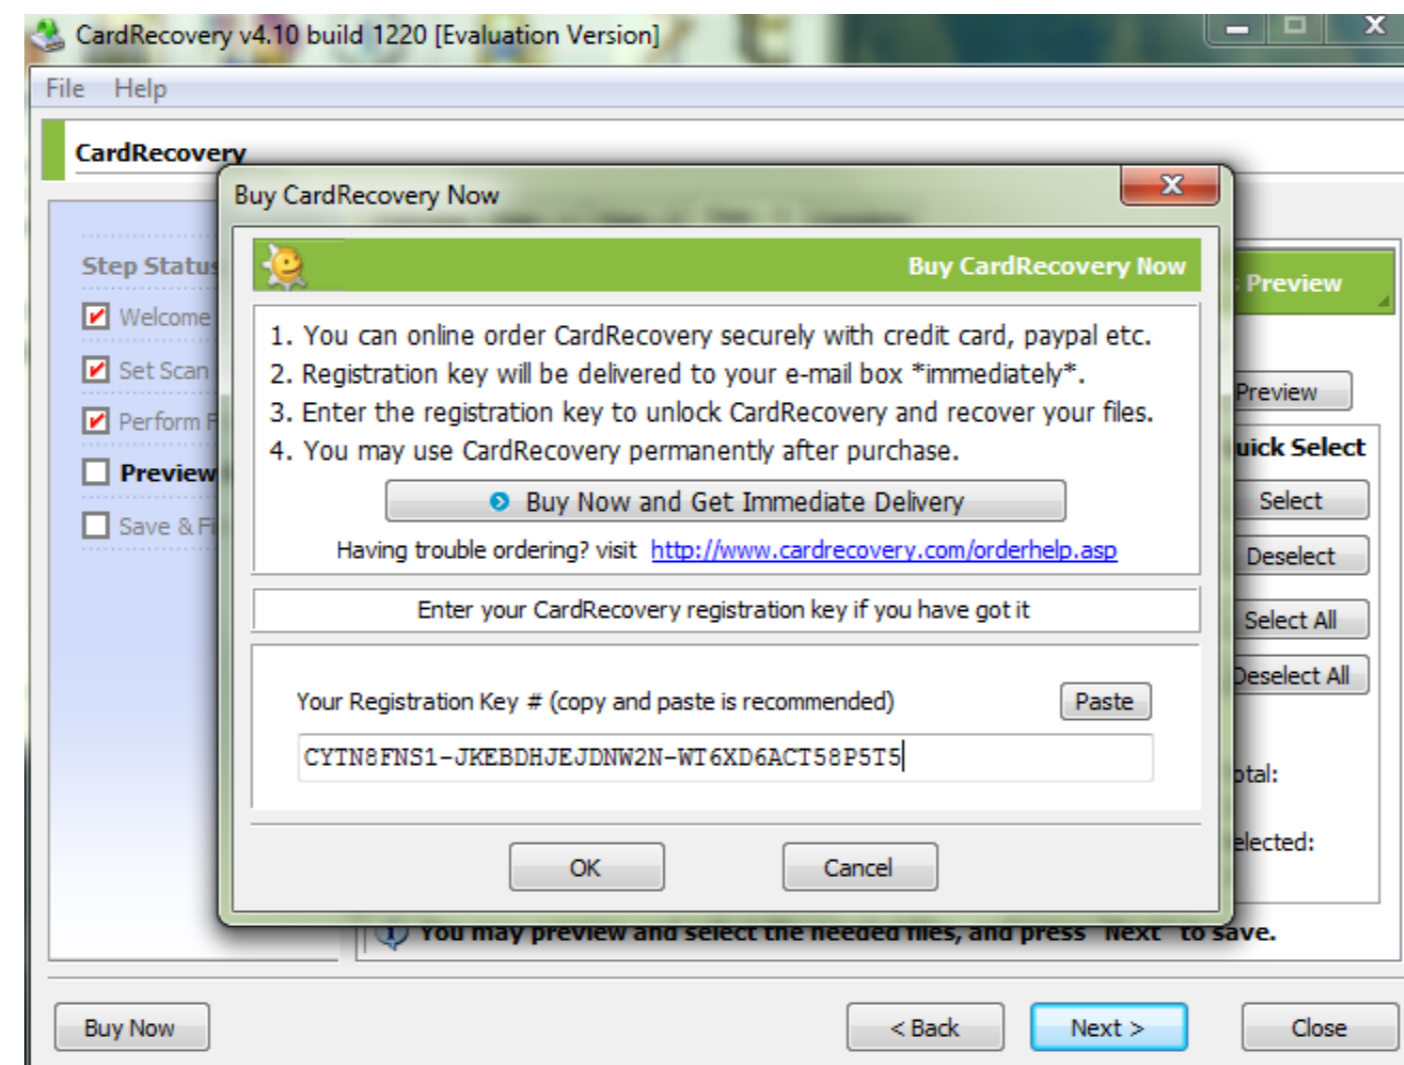 CardRecovery v4.10 build 1220 [Evaluation Version]
File Help
CardRecovery
Buy CardRecovery Now
Step Status
Welcome
Set Scan
Perform
Preview
Save &
Buy CardRecovery Now
1. You can online order CardRecovery securely with credit card, paypal etc.
2. Registration key will be delivered to your e-mail box *immediately*.
3. Enter the registration key to unlock CardRecovery and recover your files.
4. You may use CardRecovery permanently after purchase.
Buy Now and Get Immediate Delivery
Having trouble ordering? visit http://www.cardrecovery.com/orderhelp.asp
Enter your CardRecovery registration key if you have got it
Your Registration Key # (copy and paste is recommended)
Paste
CYTN8FNS1-JKEBDHJEJDNW2N-WT6XD6ACT58P5T5
OK
Cancel
Preview
Preview
Select
Select
Deselect
Select All
Deselect All
You may preview and select the needed files, and press "Next" to save.
Buy Now
< Back
Next >
Close